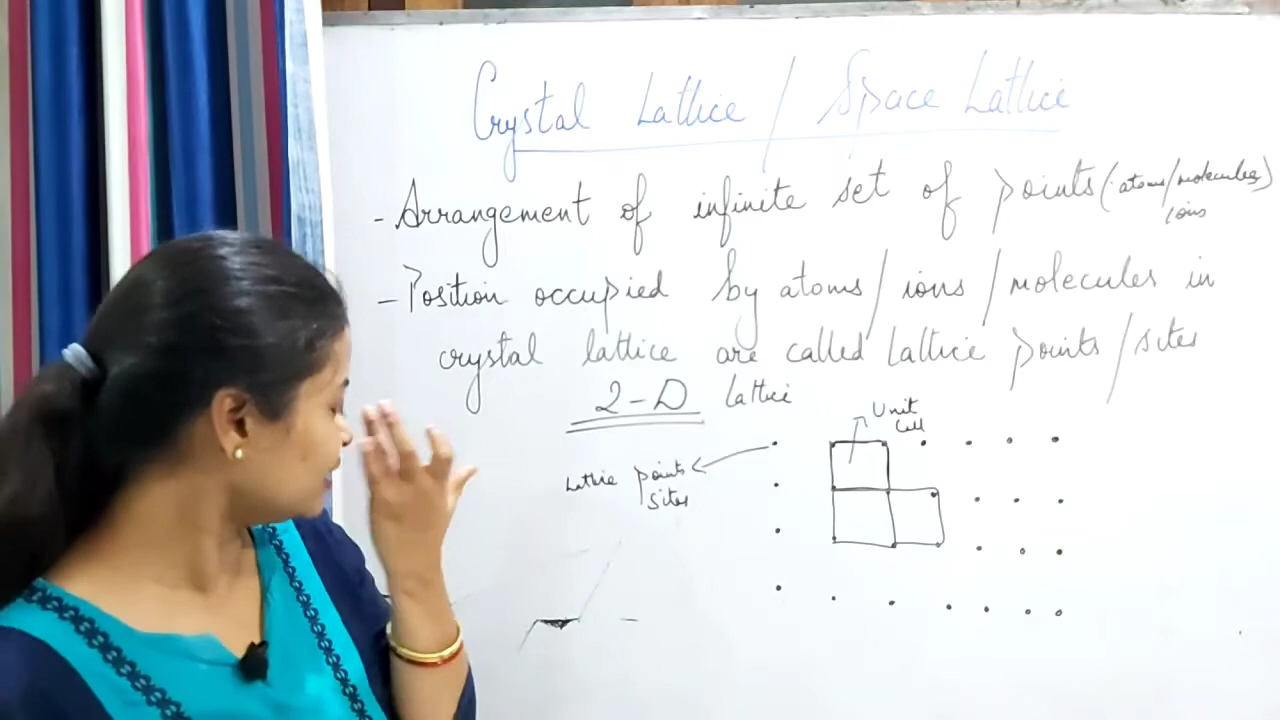 Crystal Lattice / Space Lattice
- Arrangement of infinite set of points (atoms/molecules)
ions
- Position occupied by atoms / ions / molecules in
crystal lattice are called Lattice points / sites
2-D Lattice
Unit
Cell
Lattice points
sites